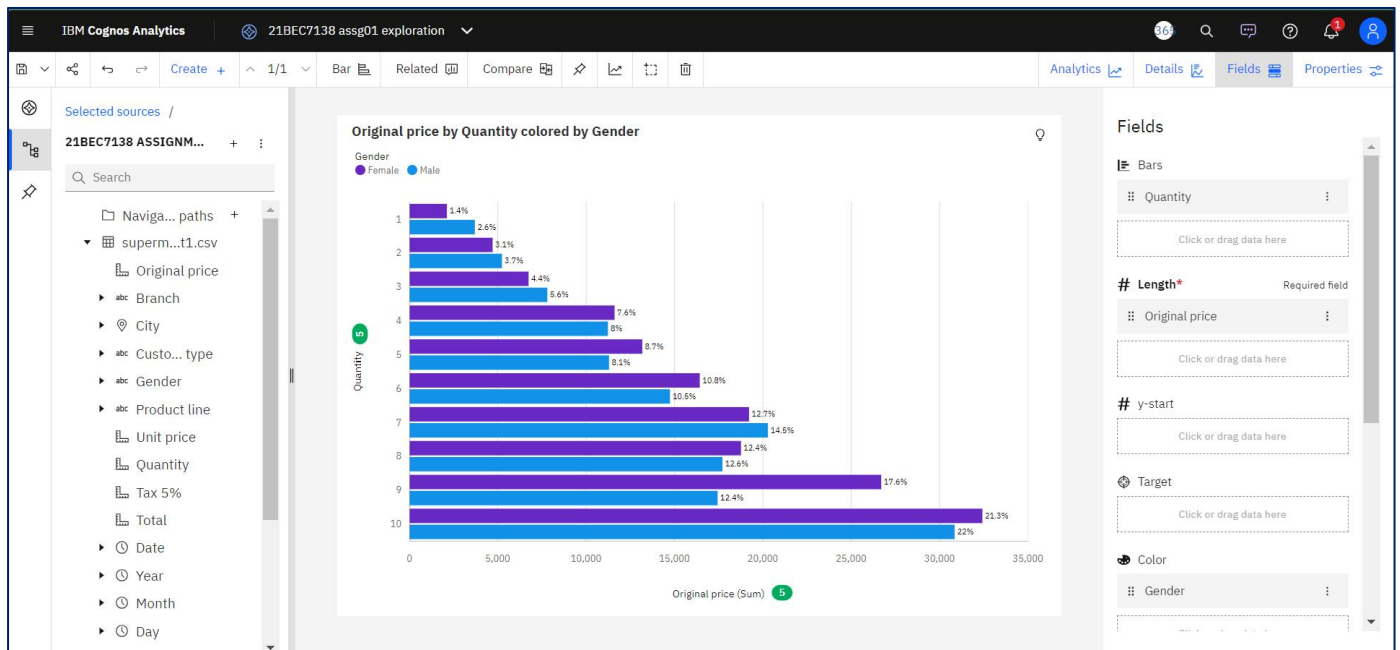 IBM Cognos Analytics
21BEC7138 assg01 exploration
365
1
Create +
1/1
Bar
Related
Compare
Analytics
Details
Fields
Properties
Selected sources /
21BEC7138 ASSIGNM...
+
Search
Naviga... paths +
superm...t1.csv
Original price
abc Branch
City
abc Custo... type
abc Gender
abc Product line
Unit price
Quantity
Tax 5%
Total
Date
Year
Month
Day
Original price by Quantity colored by Gender
Gender
Female Male
1
1.4%
2.6%
2
3.1%
3.7%
3
4.4%
5.6%
4
7.6%
8%
5
8.7%
8.1%
6
10.8%
10.5%
7
12.7%
14.5%
8
12.4%
12.6%
9
17.6%
12.4%
10
21.3%
22%
Quantity 5
0 5,000 10,000 15,000 20,000 25,000 30,000 35,000
Original price (Sum) 5
Fields
Bars
Quantity
Click or drag data here
# Length* Required field
Original price
Click or drag data here
# y-start
Click or drag data here
Target
Click or drag data here
Color
Gender